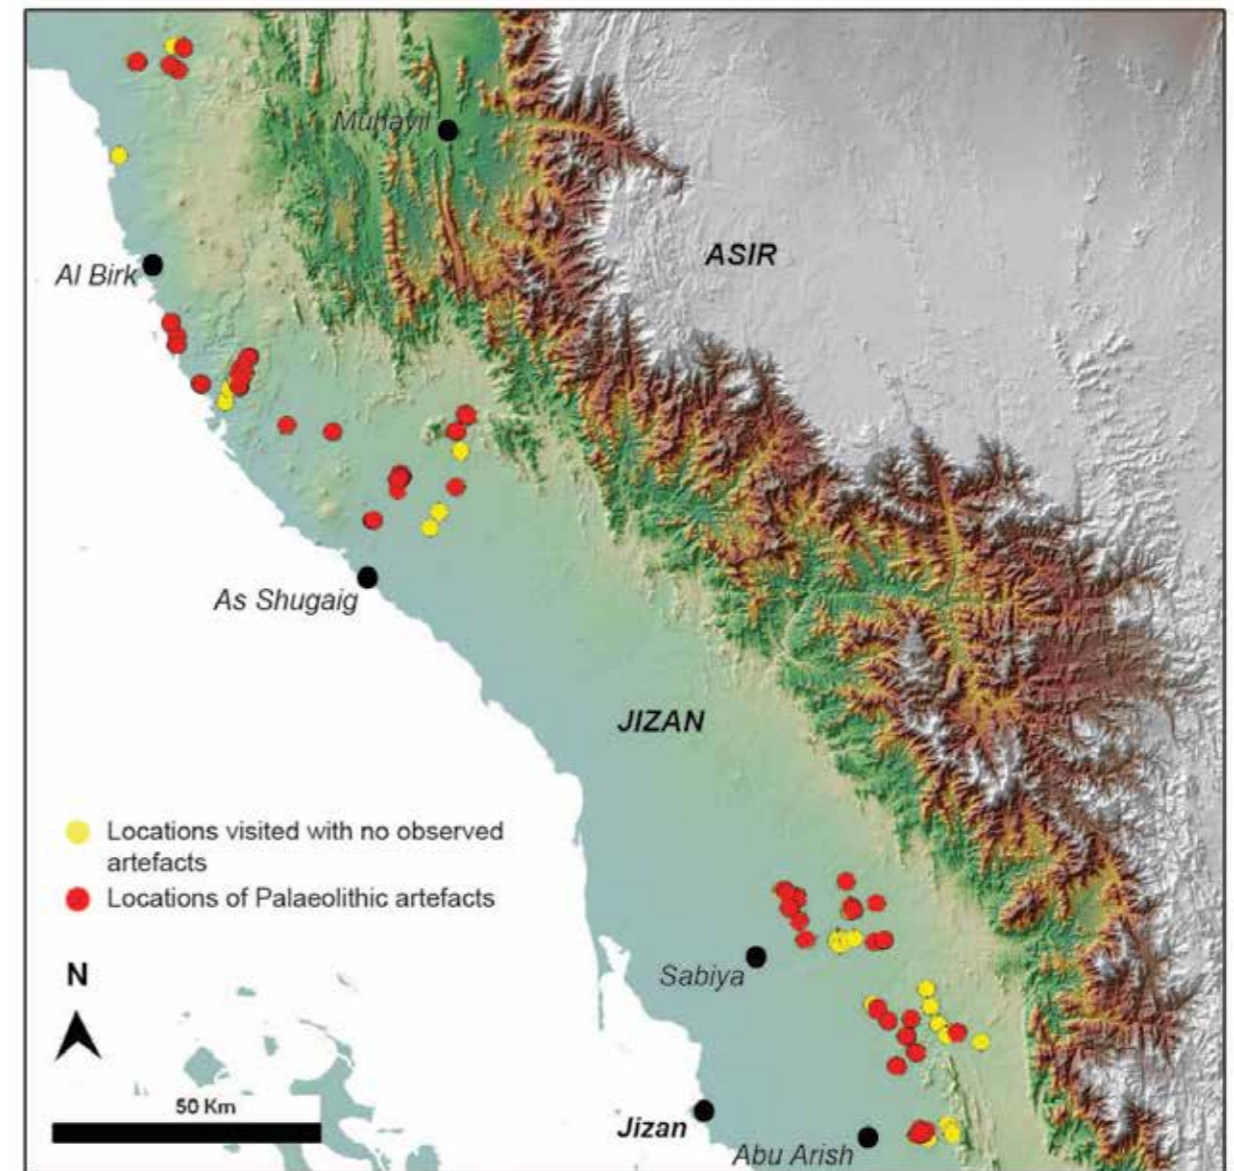 Muhayil
ASIR
Al Birk
As Shugaig
JIZAN
Locations visited with no observed
artefacts
Locations of Palaeolithic artefacts
N
Sabiya
50 Km
Jizan
Abu Arish